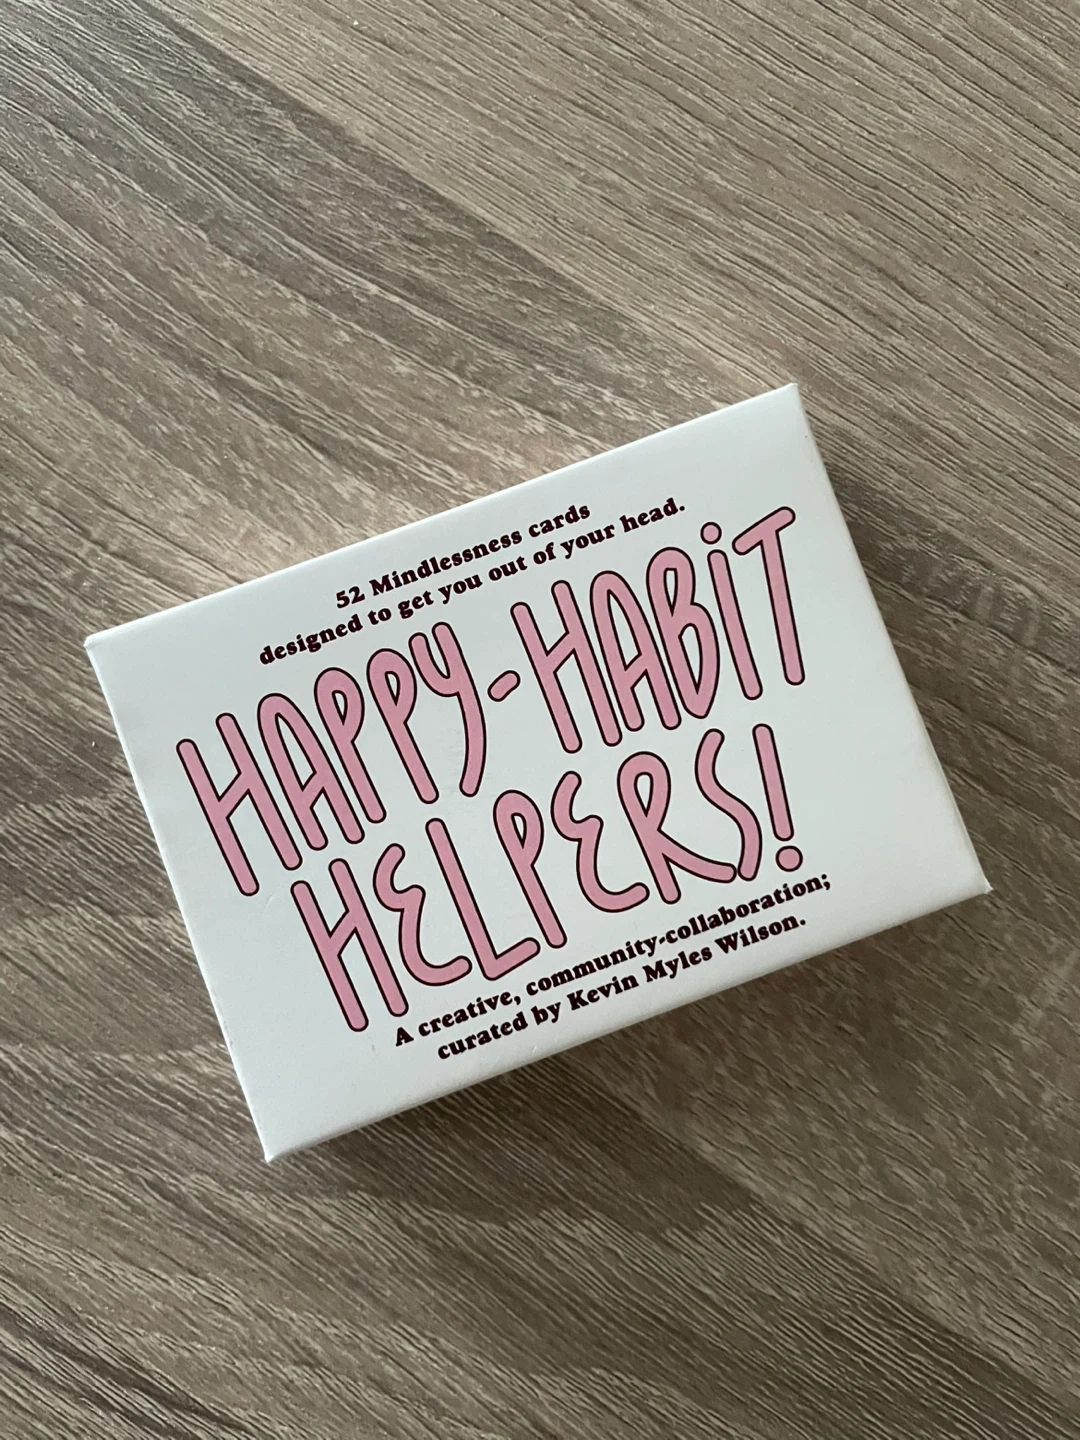 52 Mindlessness cards
designed to get you out of your head.
HAPPY-HABiT
HELPERS!
A creative, community-collaboration;
curated by Kevin Myles Wilson.